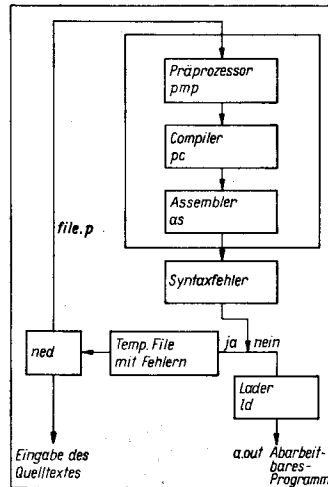 Präprozessor
pmp
Compiler
pc
Assembler
as
file.p
Syntaxfehler
ja nein
ned
Temp. File
mit Fehlern
Lader
ld
Eingabe des
Quelltextes
a.out Abarbeit-
bares-
Programm